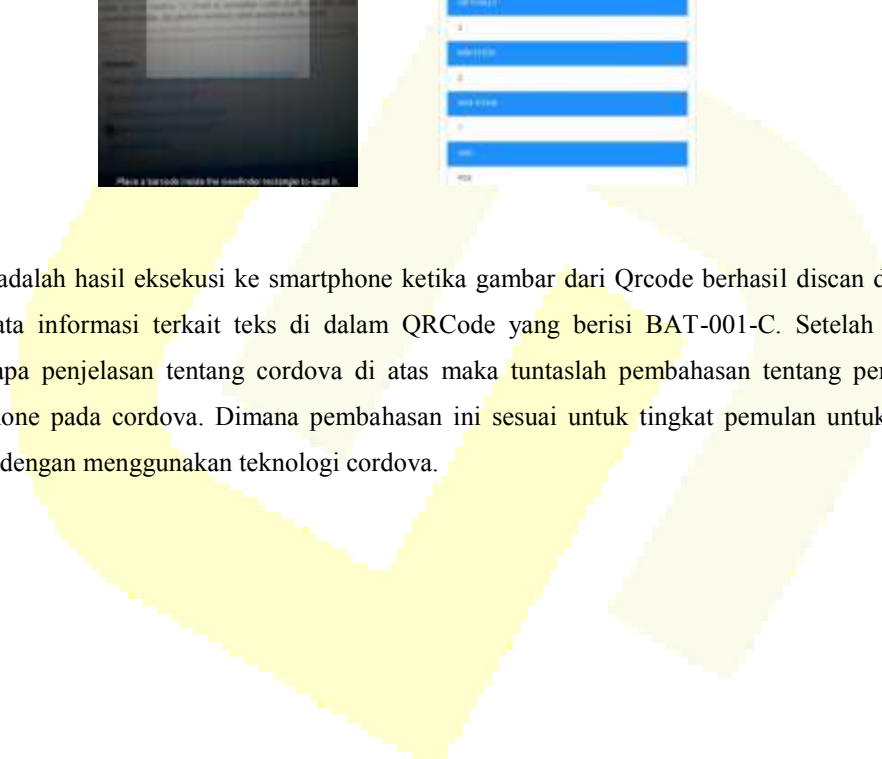 Place a barcode inside the viewfinder rectangle to scan it.
adalah hasil eksekusi ke smartphone ketika gambar dari Qrcode berhasil discan d
ata informasi terkait teks di dalam QRCode yang berisi BAT-001-C. Setelah
apa penjelasan tentang cordova di atas maka tuntaslah pembahasan tentang per
one pada cordova. Dimana pembahasan ini sesuai untuk tingkat pemulan untuk
dengan menggunakan teknologi cordova.